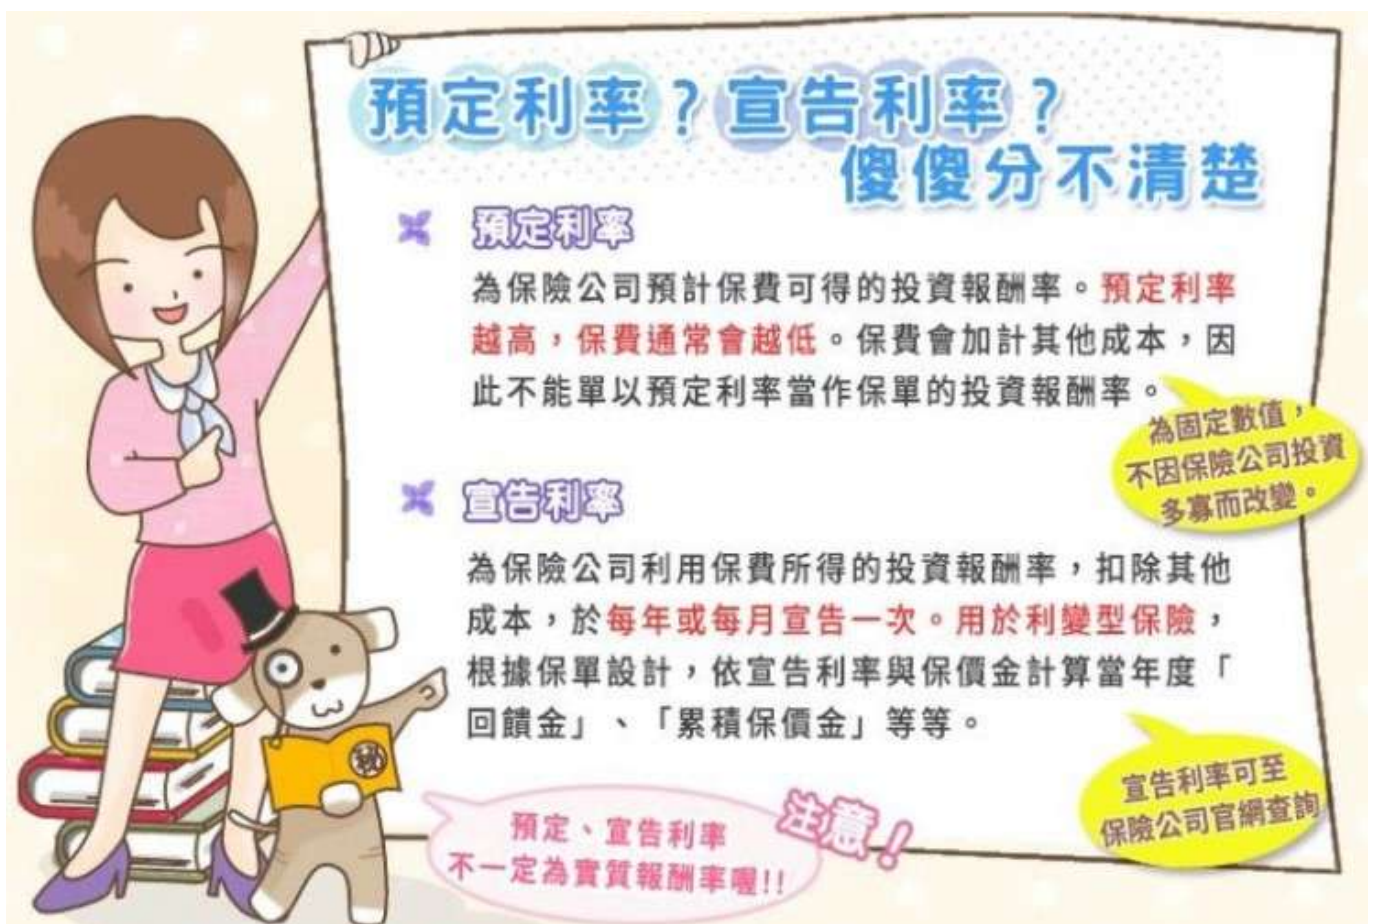 預定利率？宣告利率？
傻傻分不清楚
預定利率
為保險公司預計保費可得的投資報酬率。預定利率
越高，保費通常會越低。保費會加計其他成本，因
此不能單以預定利率當作保單的投資報酬率。
為固定數值，
不因保險公司投資
多寡而改變。
宣告利率
為保險公司利用保費所得的投資報酬率，扣除其他
成本，於每年或每月宣告一次。用於利變型保險，
根據保單設計，依宣告利率與保價金計算當年度「
回饋金」、「累積保價金」等等。
宣告利率可至
保險公司官網查詢
秘
注意！
預定、宣告利率
不一定為實質報酬率喔!!